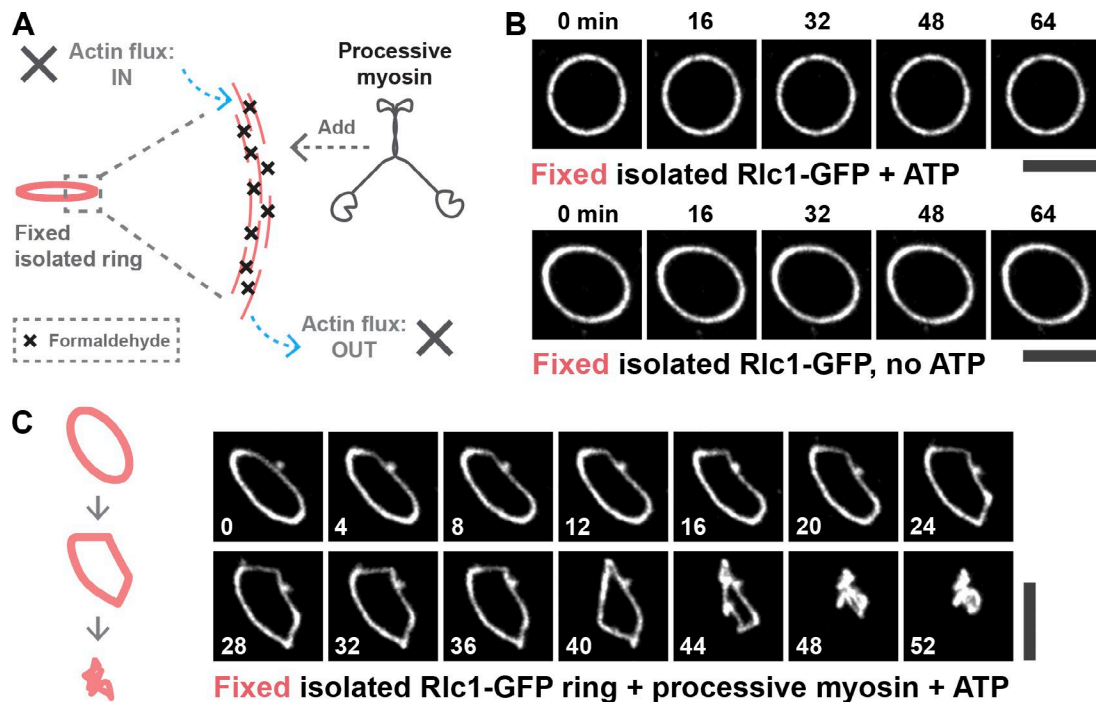 A
Actin flux:
IN
Processive
myosin
Add
Fixed
isolated ring
Formaldehyde
Actin flux:
OUT
B
0 min 16 32 48 64
Fixed isolated Rlc1-GFP + ATP
0 min 16 32 48 64
Fixed isolated Rlc1-GFP, no ATP
C
0 4 8 12 16 20 24
28 32 36 40 44 48 52
Fixed isolated Rlc1-GFP ring + processive myosin + ATP